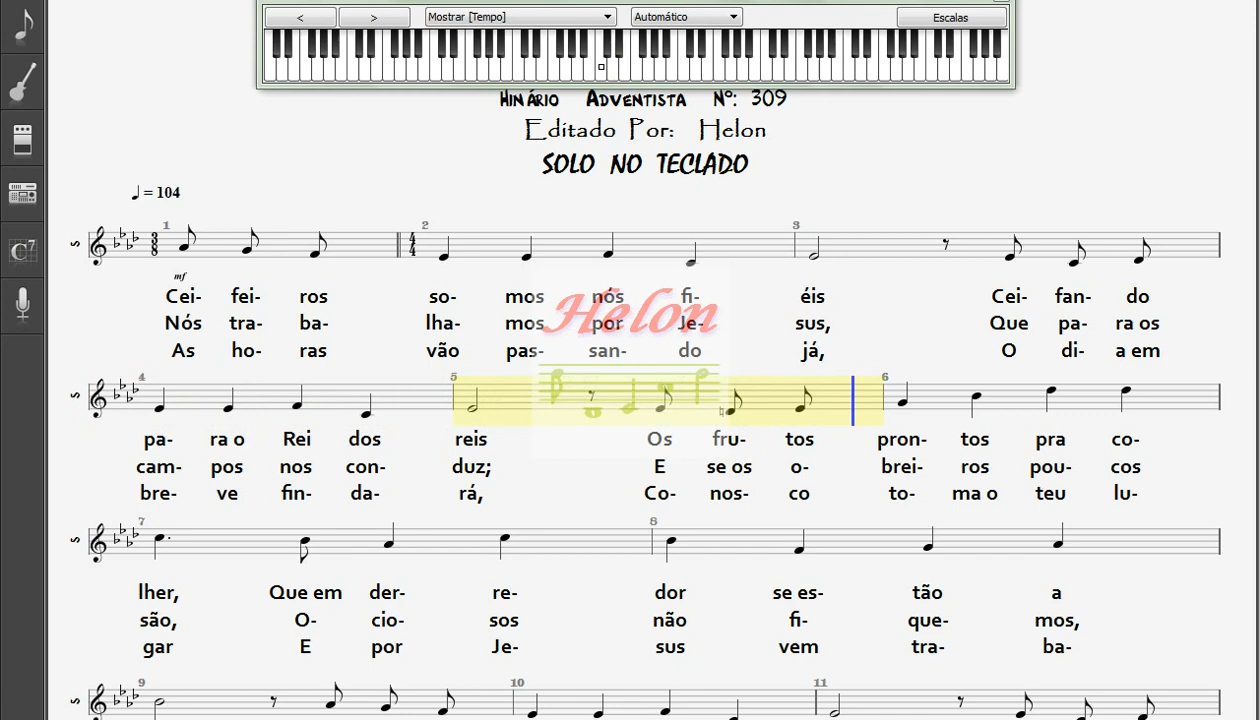 < > Mostrar [Tempo] Automático Escalas
Hinário Adventista Nº: 309
Editado Por: Helon
SOLO NO TECLADO
= 104
1 2 3
S 3 8 4 4
mf
Cei- fei- ros so- mos nós fi- éis Cei- fan- do
Nós tra- ba- lha- mos por Je- sus, Que pa- ra os
As ho- ras vão pas- san- do já, O di- a em
Helon
4 5 6
S
pa- ra o Rei dos reis Os fru- tos pron- tos pra co-
cam- pos nos con- duz; E se os o- brei- ros pou- cos
bre- ve fin- da- rá, Co- nos- co to- ma o teu lu-
7 8
S
lher, Que em der- re- dor se es- tão a
são, O- cio- sos não fi- que- mos,
gar E por Je- sus vem tra- ba-
9 10 11
S
C7